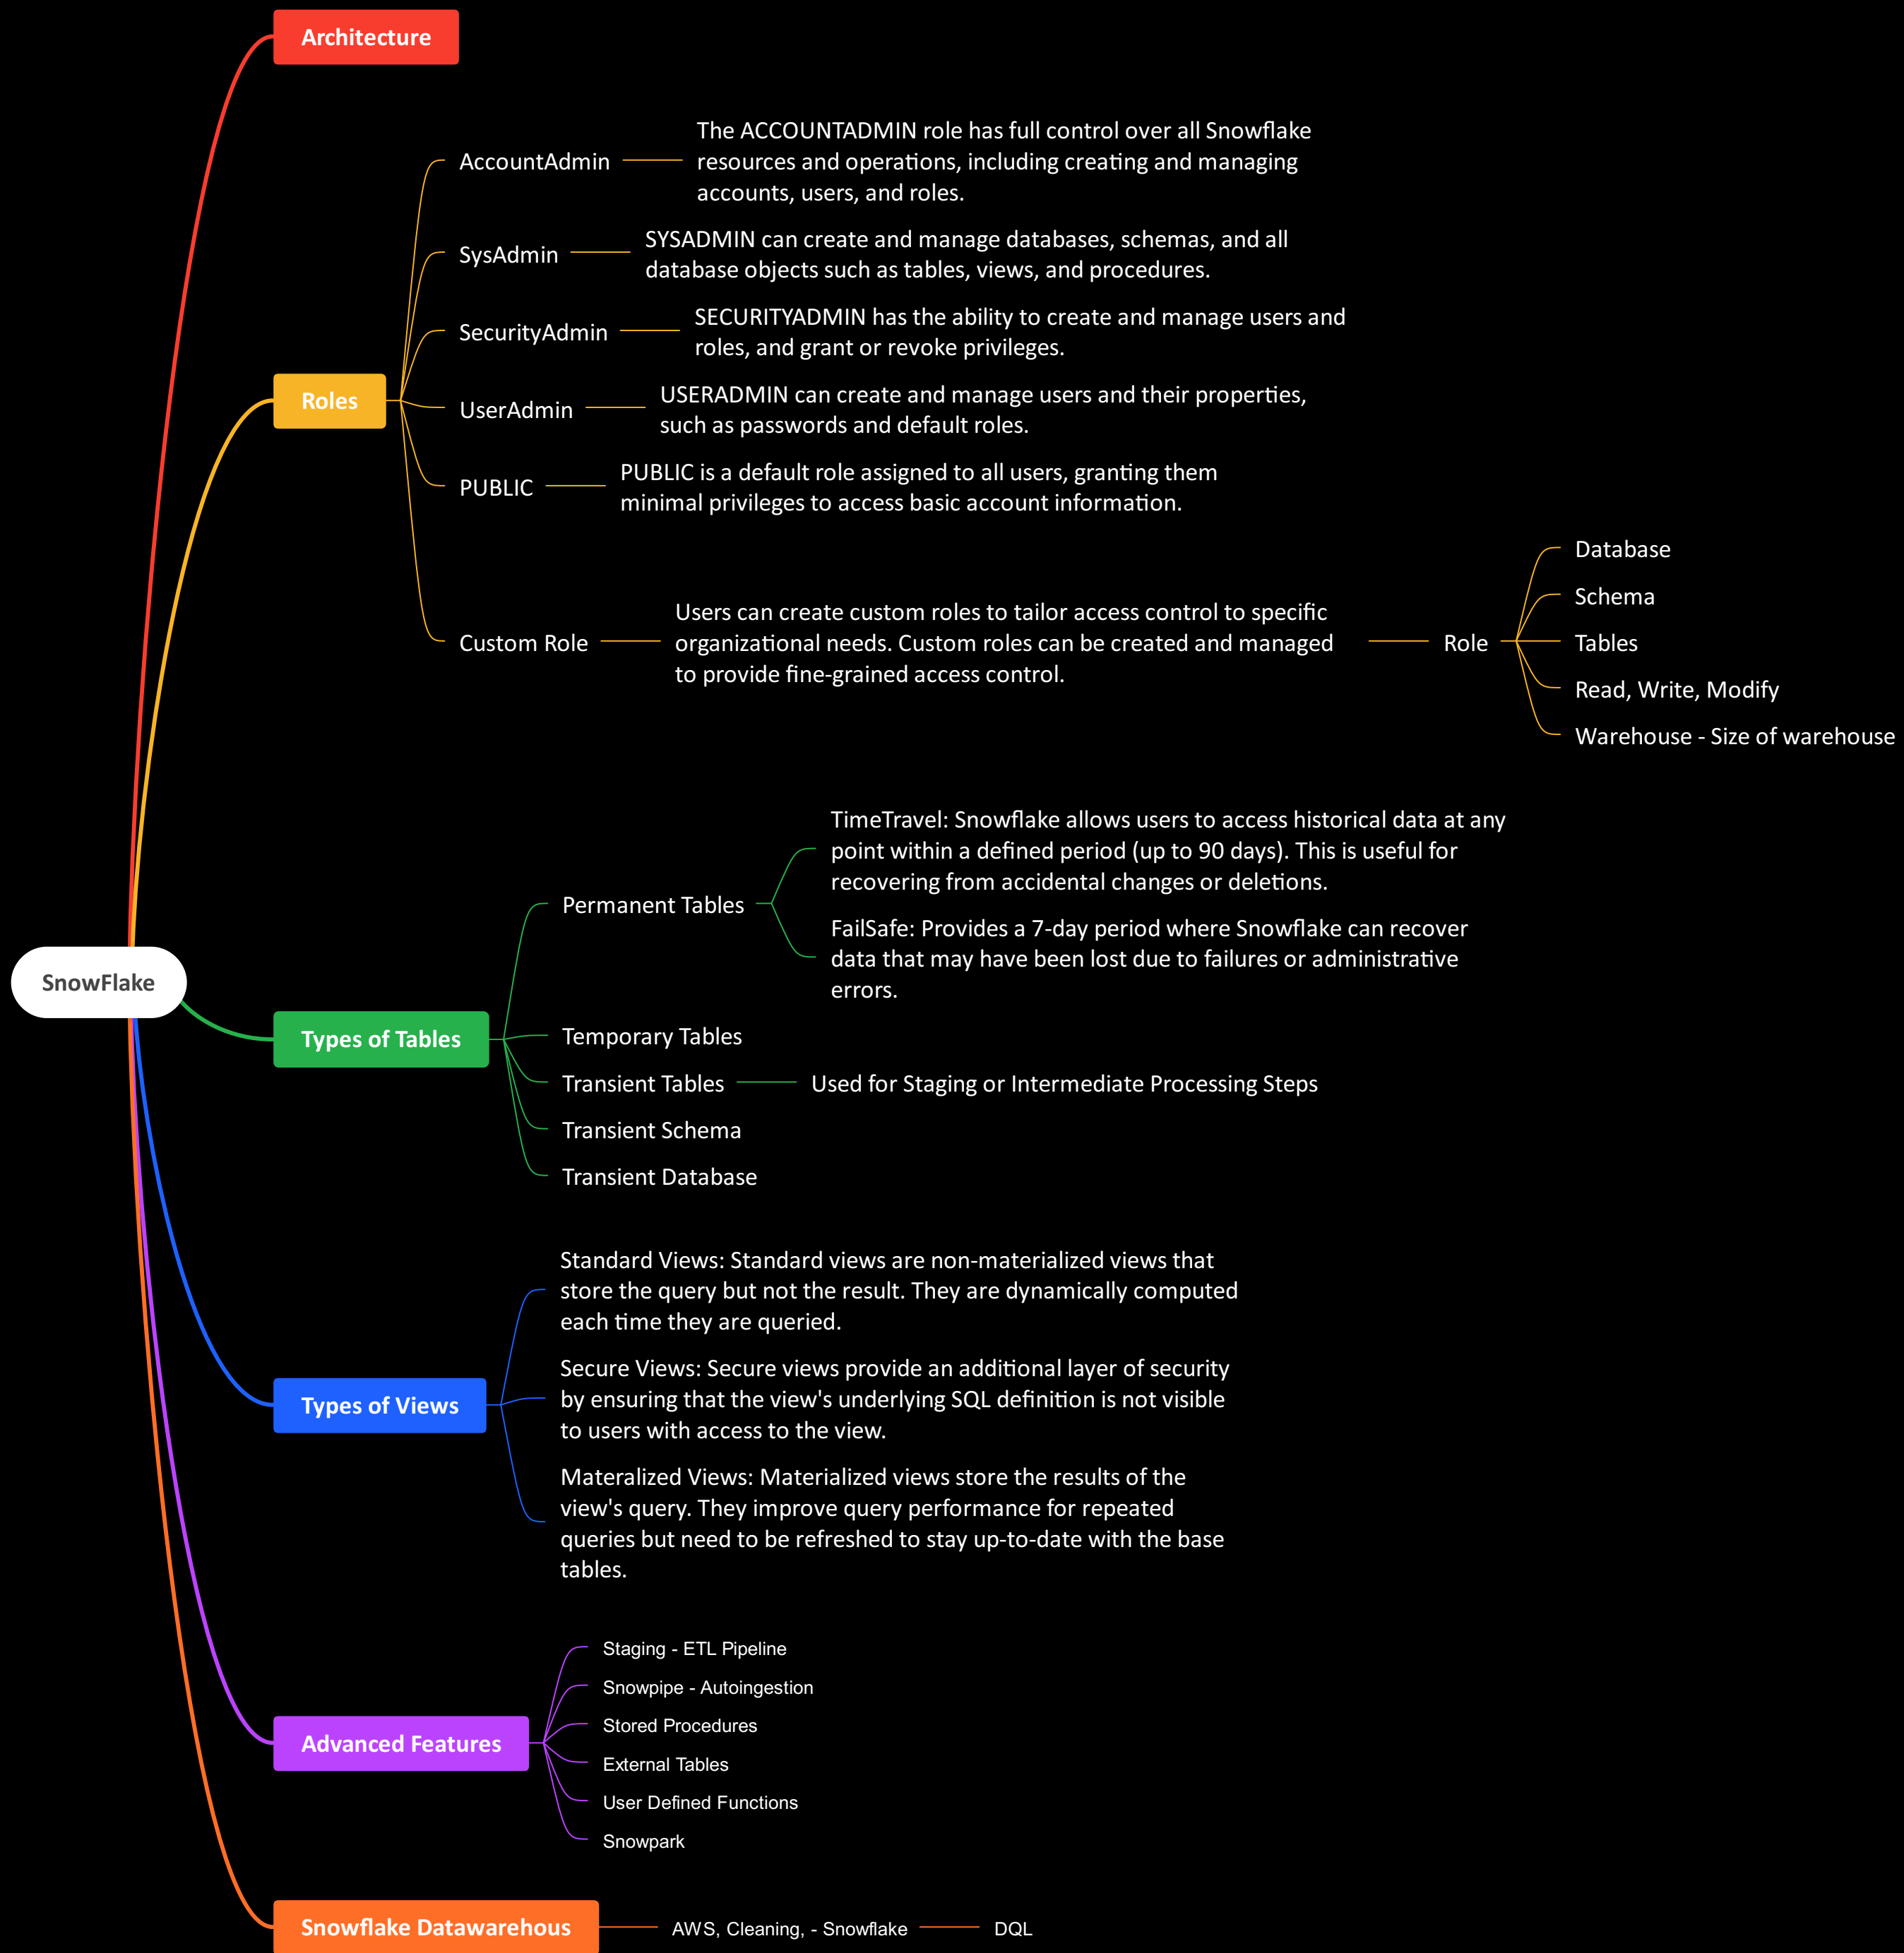 Architecture
AccountAdmin
The ACCOUNTADMIN role has full control over all Snowflake
resources and operations, including creating and managing
accounts, users, and roles.
SysAdmin
SYSADMIN can create and manage databases, schemas, and all
database objects such as tables, views, and procedures.
SecurityAdmin
SECURITYADMIN has the ability to create and manage users and
roles, and grant or revoke privileges.
Roles
UserAdmin
USERADMIN can create and manage users and their properties,
such as passwords and default roles.
PUBLIC
PUBLIC is a default role assigned to all users, granting them
minimal privileges to access basic account information.
Custom Role
Users can create custom roles to tailor access control to specific
organizational needs. Custom roles can be created and managed
to provide fine-grained access control.
Role
Database
Schema
Tables
Read, Write, Modify
Warehouse - Size of warehouse
SnowFlake
Types of Tables
Permanent Tables
TimeTravel: Snowflake allows users to access historical data at any
point within a defined period (up to 90 days). This is useful for
recovering from accidental changes or deletions.
FailSafe: Provides a 7-day period where Snowflake can recover
data that may have been lost due to failures or administrative
errors.
Temporary Tables
Transient Tables
Used for Staging or Intermediate Processing Steps
Transient Schema
Transient Database
Types of Views
Standard Views: Standard views are non-materialized views that
store the query but not the result. They are dynamically computed
each time they are queried.
Secure Views: Secure views provide an additional layer of security
by ensuring that the view's underlying SQL definition is not visible
to users with access to the view.
Materalized Views: Materialized views store the results of the
view's query. They improve query performance for repeated
queries but need to be refreshed to stay up-to-date with the base
tables.
Advanced Features
Staging - ETL Pipeline
Snowpipe - Autoingestion
Stored Procedures
External Tables
User Defined Functions
Snowpark
Snowflake Datawarehous
AWS, Cleaning, - Snowflake
DQL